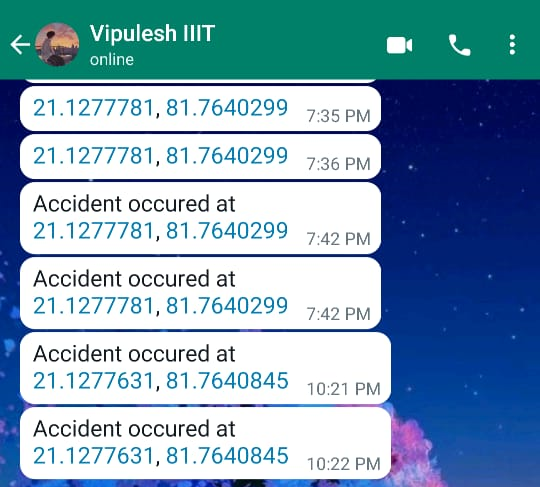 Vipulesh IIIT
online
21.1277781, 81.7640299 7:35 PM
21.1277781, 81.7640299 7:36 PM
Accident occured at
21.1277781, 81.7640299 7:42 PM
Accident occured at
21.1277781, 81.7640299 7:42 PM
Accident occured at
21.1277631, 81.7640845 10:21 PM
Accident occured at
21.1277631, 81.7640845 10:22 PM